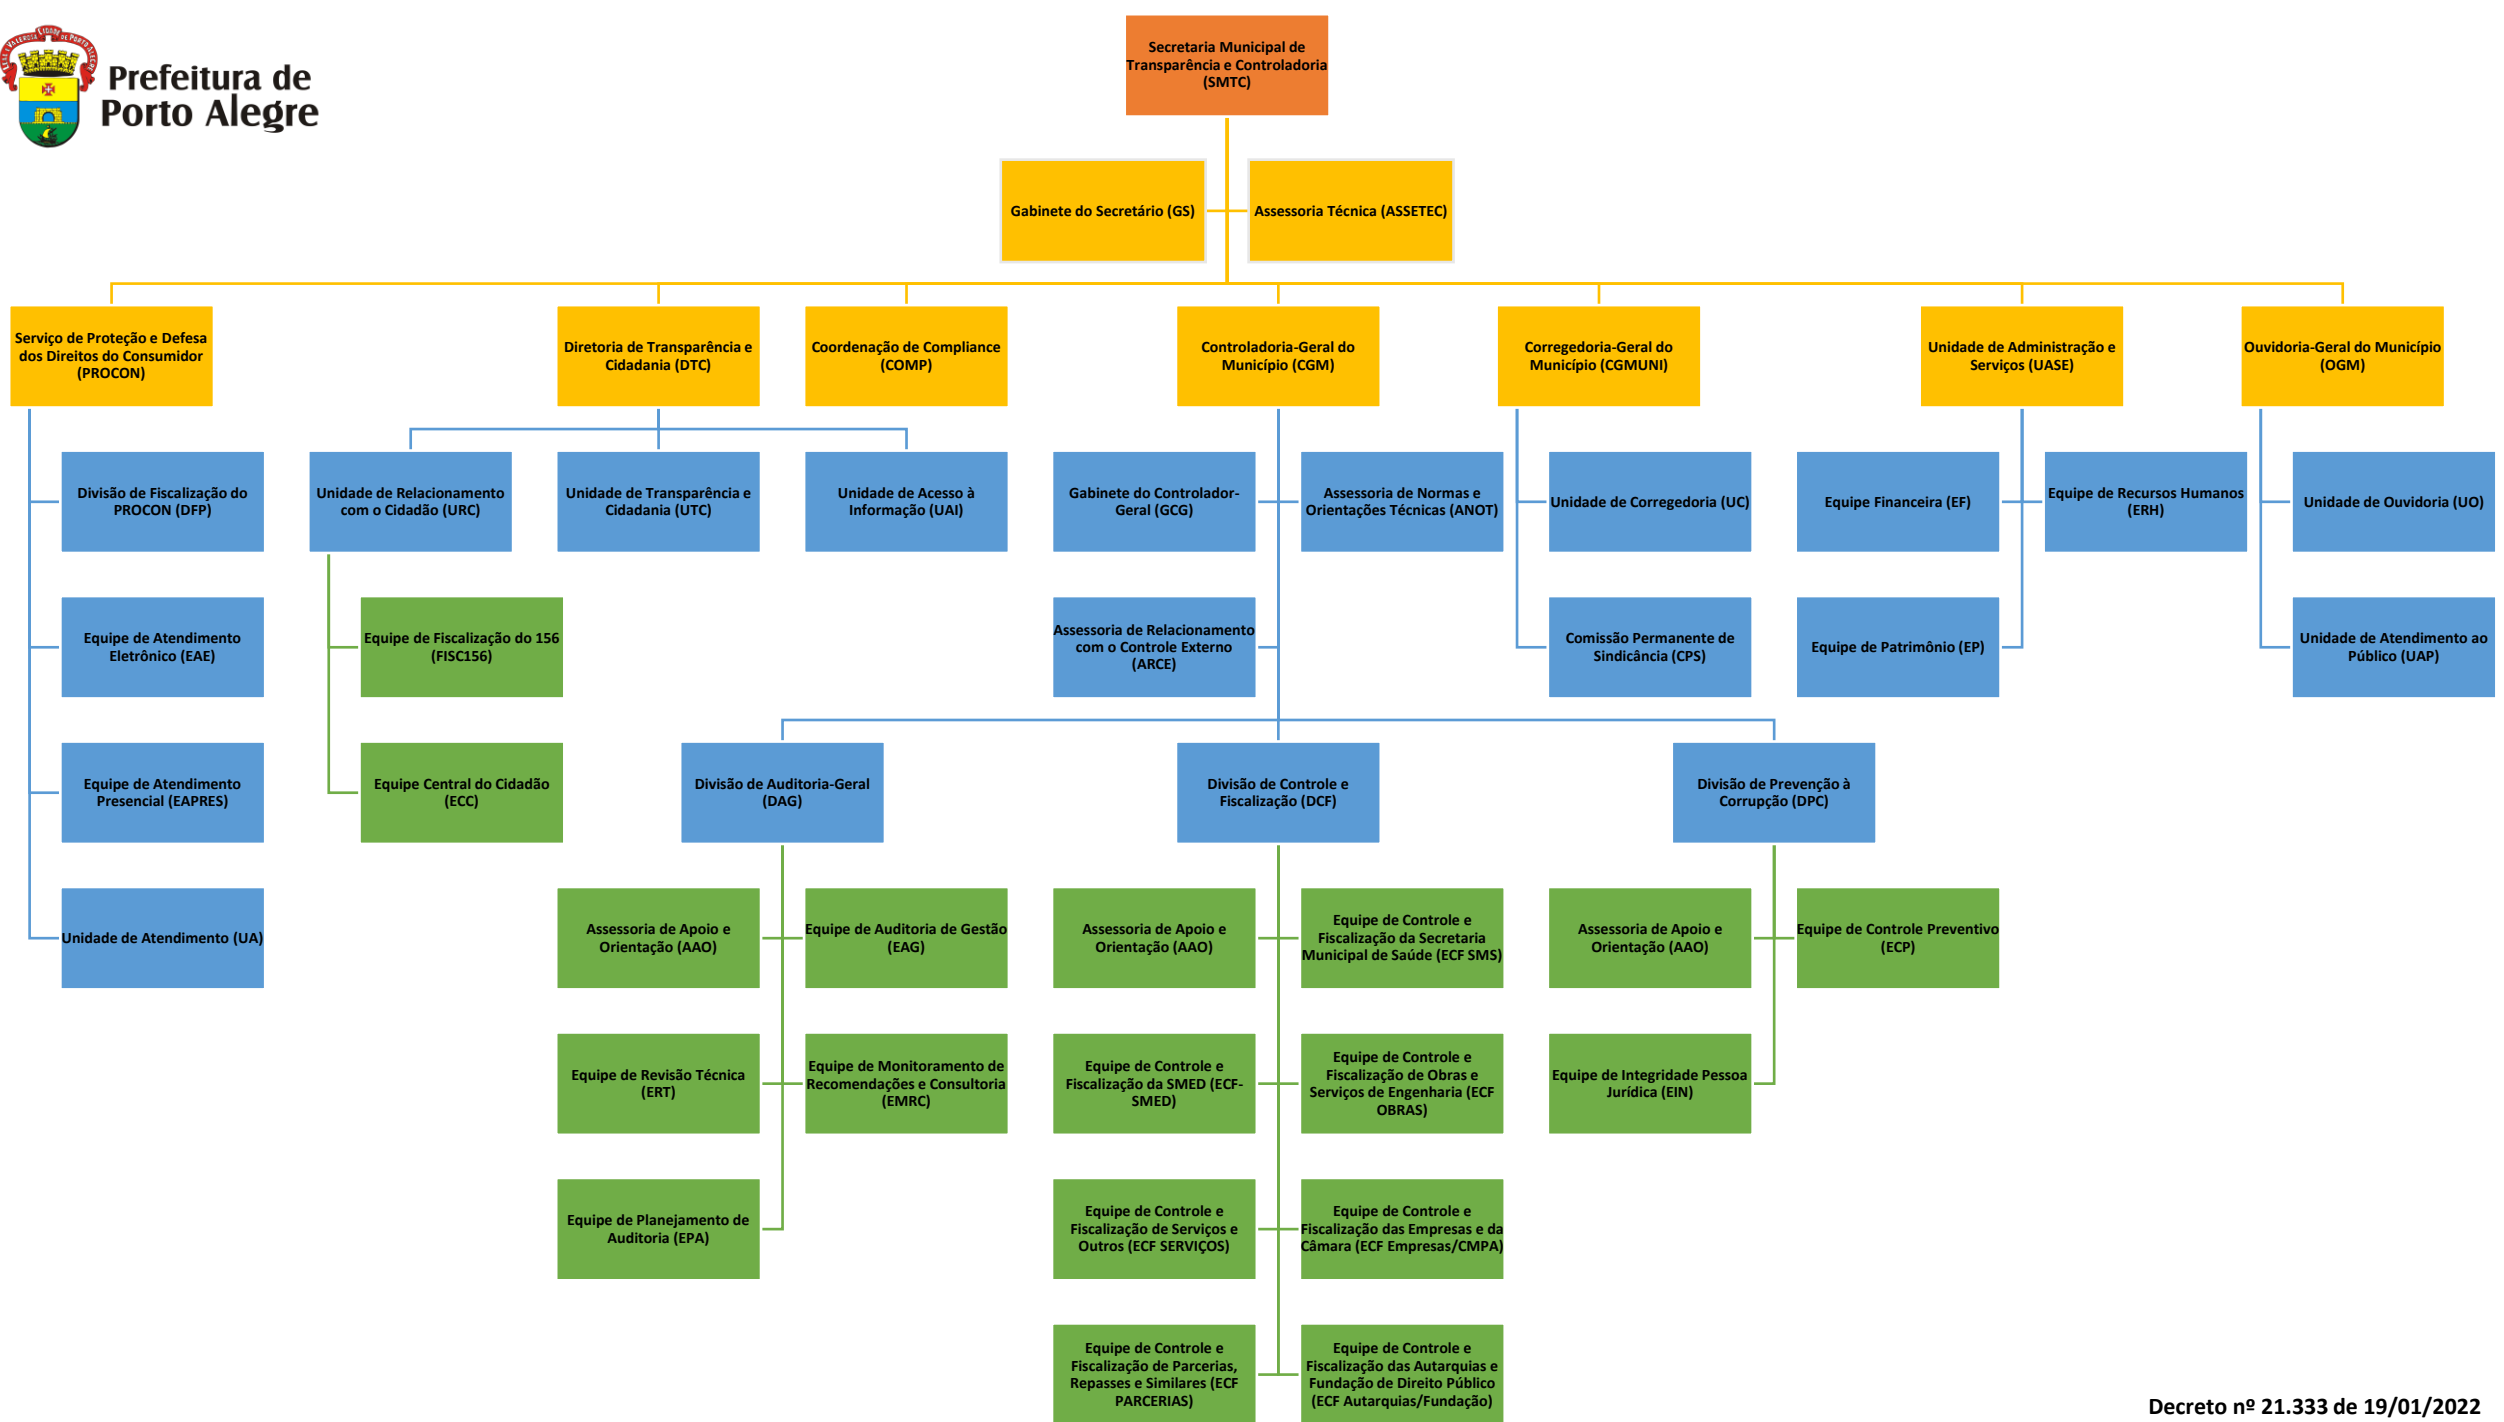 LEAL E VALEROSA CIDADE DE PORTO ALEGRE
Prefeitura de
Porto Alegre
Secretaria Municipal de
Transparência e Controladoria
(SMTC)
Gabinete do Secretário (GS)
Assessoria Técnica (ASSETEC)
Serviço de Proteção e Defesa
dos Direitos do Consumidor
(PROCON)
Diretoria de Transparência e
Cidadania (DTC)
Coordenação de Compliance
(COMP)
Controladoria-Geral do
Município (CGM)
Corregedoria-Geral do
Município (CGMUNI)
Unidade de Administração e
Serviços (UASE)
Ouvidoria-Geral do Município
(OGM)
Divisão de Fiscalização do
PROCON (DFP)
Unidade de Relacionamento
com o Cidadão (URC)
Unidade de Transparência e
Cidadania (UTC)
Unidade de Acesso à
Informação (UAI)
Gabinete do Controlador-
Geral (GCG)
Assessoria de Normas e
Orientações Técnicas (ANOT)
Unidade de Corregedoria (UC)
Equipe Financeira (EF)
Equipe de Recursos Humanos
(ERH)
Unidade de Ouvidoria (UO)
Equipe de Atendimento
Eletrônico (EAE)
Equipe de Fiscalização do 156
(FISC156)
Assessoria de Relacionamento
com o Controle Externo
(ARCE)
Comissão Permanente de
Sindicância (CPS)
Equipe de Patrimônio (EP)
Unidade de Atendimento ao
Público (UAP)
Equipe de Atendimento
Presencial (EAPRES)
Equipe Central do Cidadão
(ECC)
Divisão de Auditoria-Geral
(DAG)
Divisão de Controle e
Fiscalização (DCF)
Divisão de Prevenção à
Corrupção (DPC)
Unidade de Atendimento (UA)
Assessoria de Apoio e
Orientação (AAO)
Equipe de Auditoria de Gestão
(EAG)
Assessoria de Apoio e
Orientação (AAO)
Equipe de Controle e
Fiscalização da Secretaria
Municipal de Saúde (ECF SMS)
Assessoria de Apoio e
Orientação (AAO)
Equipe de Controle Preventivo
(ECP)
Equipe de Revisão Técnica
(ERT)
Equipe de Monitoramento de
Recomendações e Consultoria
(EMRC)
Equipe de Controle e
Fiscalização da SMED (ECF-
SMED)
Equipe de Controle e
Fiscalização de Obras e
Serviços de Engenharia (ECF
OBRAS)
Equipe de Integridade Pessoa
Jurídica (EIN)
Equipe de Planejamento de
Auditoria (EPA)
Equipe de Controle e
Fiscalização de Serviços e
Outros (ECF SERVIÇOS)
Equipe de Controle e
Fiscalização das Empresas e da
Câmara (ECF Empresas/CMPA)
Equipe de Controle e
Fiscalização de Parcerias,
Repasses e Similares (ECF
PARCERIAS)
Equipe de Controle e
Fiscalização das Autarquias e
Fundação de Direito Público
(ECF Autarquias/Fundação)
Decreto nº 21.333 de 19/01/2022